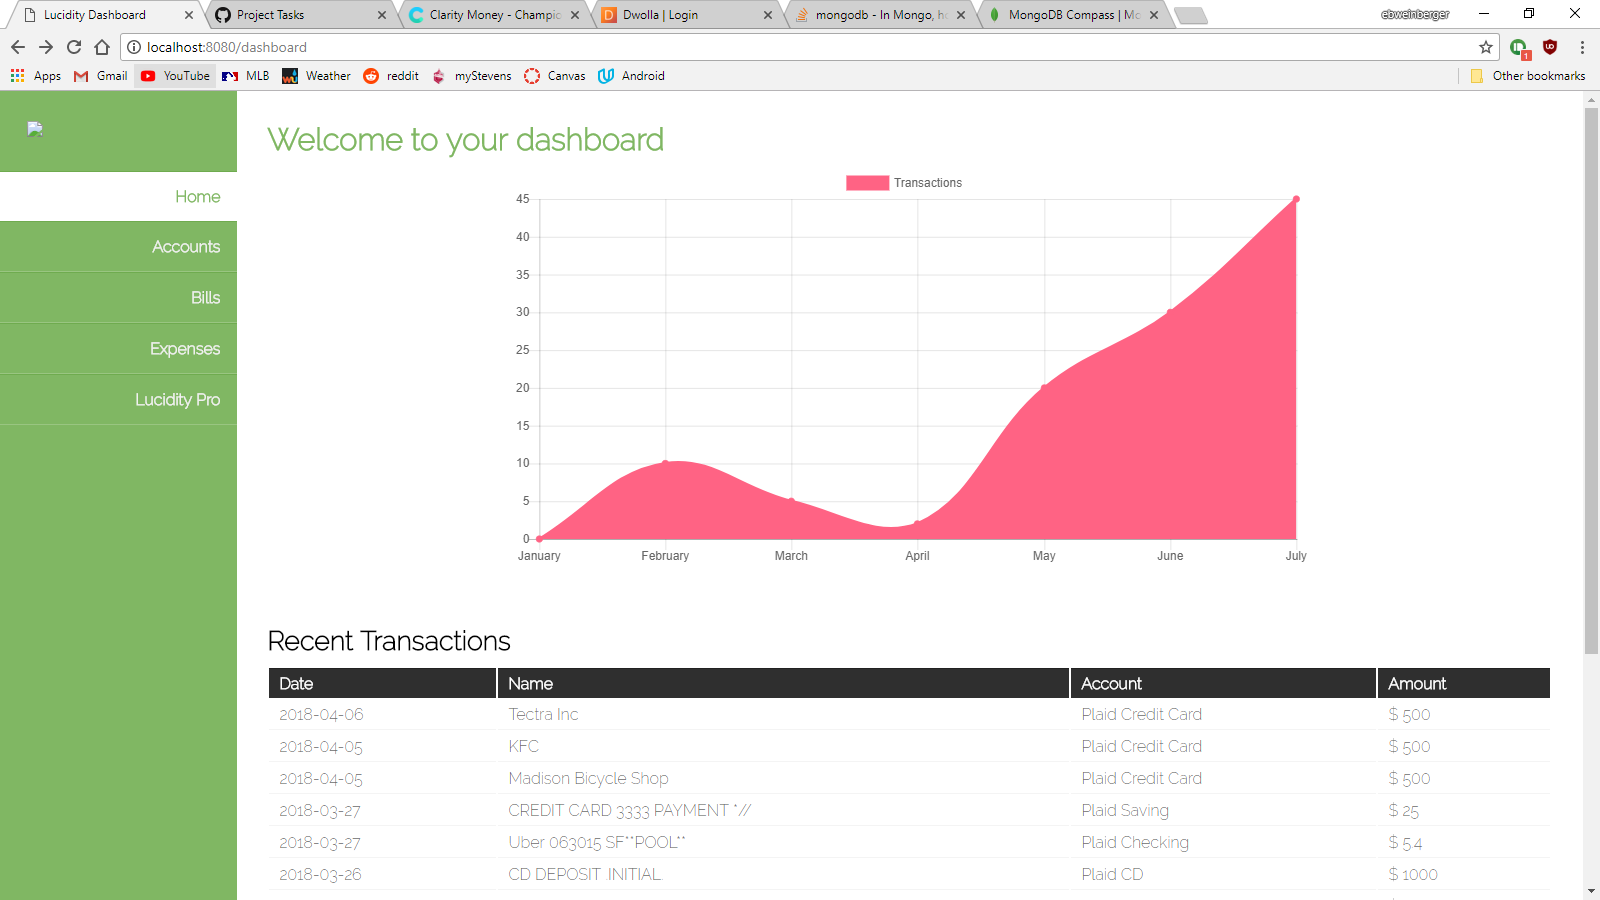 Lucidity Dashboard
Project Tasks
Clarity Money - Champio
Dwolla | Login
mongodb - In Mongo, h
MongoDB Compass | Mo
ebweinberger
localhost:8080/dashboard
1
Apps
Gmail
YouTube
MLB
Weather
reddit
myStevens
Canvas
Android
Other bookmarks
Home
Accounts
Bills
Expenses
Lucidity Pro
Welcome to your dashboard
Transactions
45
40
35
30
25
20
15
10
5
0
January February March April May June July
Recent Transactions
Date Name Account Amount
2018-04-06 Tectra Inc Plaid Credit Card $ 500
2018-04-05 KFC Plaid Credit Card $ 500
2018-04-05 Madison Bicycle Shop Plaid Credit Card $ 500
2018-03-27 CREDIT CARD 3333 PAYMENT *// Plaid Saving $ 25
2018-03-27 Uber 063015 SF**POOL** Plaid Checking $ 5.4
2018-03-26 CD DEPOSIT .INITIAL. Plaid CD $ 1000